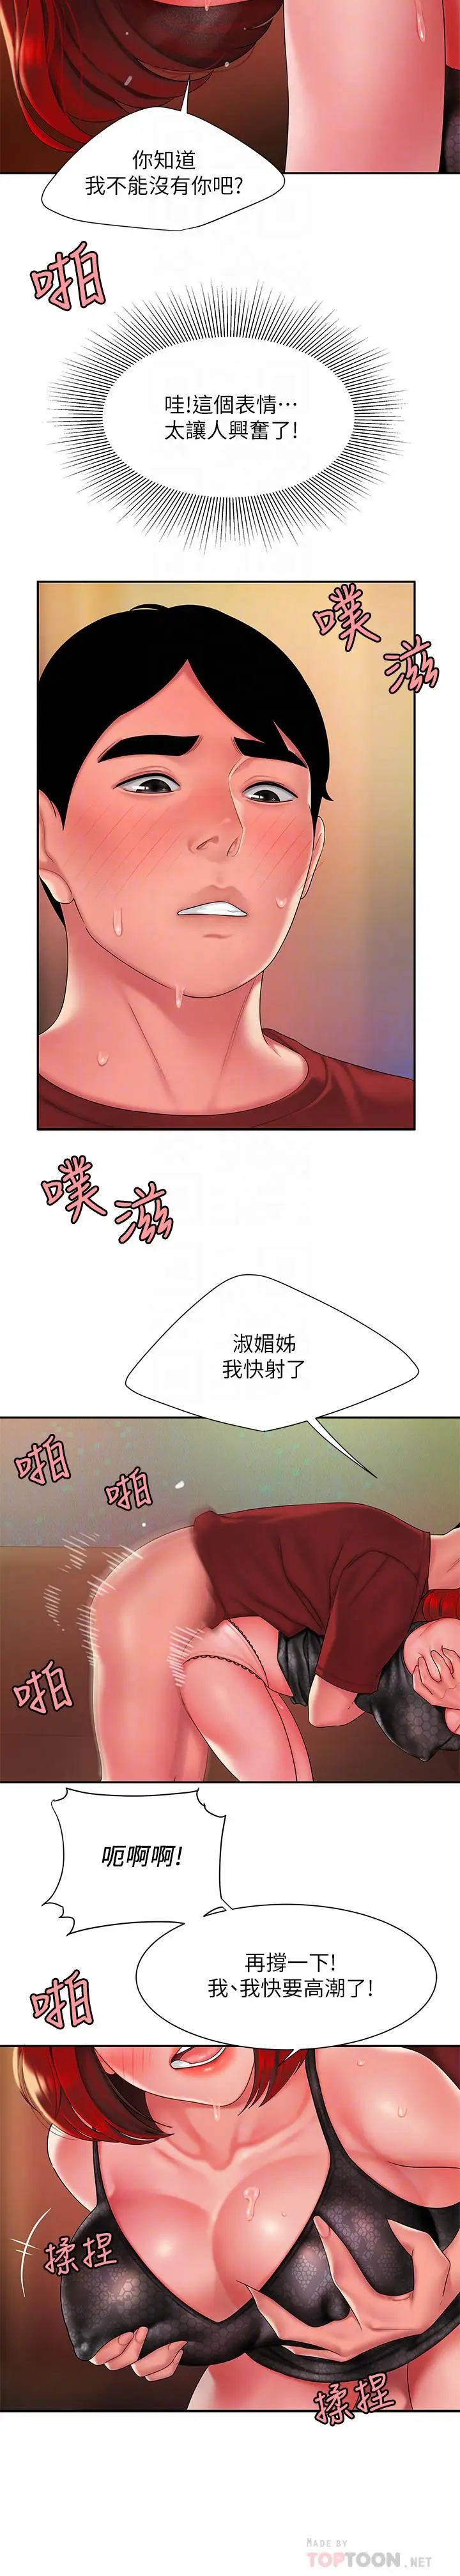 你知道
我不能沒有你吧?
啪
哇!這個表情⋯
太讓人興奮了!
噗
滋
噗
滋
淑媚姊
我快射了
啪
啪
啪
呃啊啊!
再撐一下!
我、我快要高潮了!
啪
揉捏
揉捏
MADE BY
TOPTOON.NET